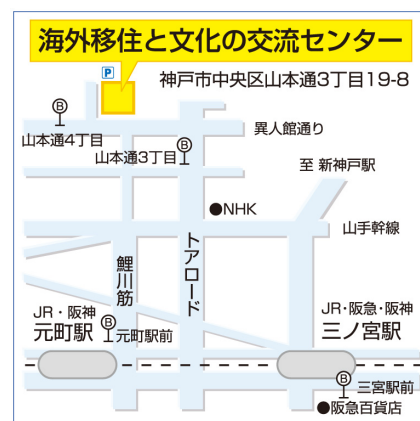 海外移住と文化の交流センター
P
神戸市中央区山本通3丁目19-8
B
山本通4丁目
B
山本通3丁目
異人館通り
至 新神戸駅
●NHK
山手幹線
鯉川筋
トアロード
JR・阪神
元町駅
B
元町駅前
JR・阪急・阪神
三ノ宮駅
B
三宮駅前
●阪急百貨店